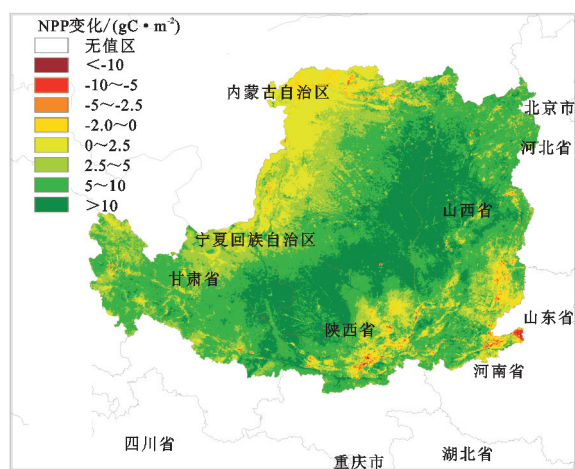 NPP变化/(gC·m⁻²)
无值区
<-10
-10～-5
-5～-2.5
-2.0～0
0～2.5
2.5～5
5～10
>10
内蒙古自治区
北京市
河北省
山西省
宁夏回族自治区
甘肃省
陕西省
山东省
河南省
四川省
重庆市
湖北省